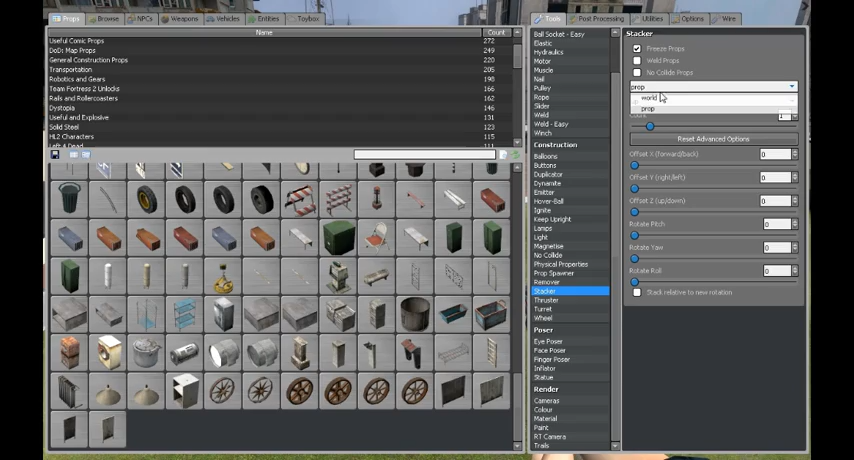 Props Browse NPCs Weapons Vehicles Entities Toybox
Name Count
Useful Comic Props 272
DoD: Map Props 249
General Construction Props 220
Transportation 205
Robotics and Gears 198
Team Fortress 2 Unlocks 166
Rails and Rollercoasters 162
Dystopia 146
Useful and Explosive 131
Solid Steel 123
HL2 Characters 115
Left 4 Dead 111
Tools Post Processing Utilities Options Wire
Ball Socket - Easy
Elastic
Hydraulics
Motor
Muscle
Nail
Pulley
Rope
Slider
Weld
Weld - Easy
Winch
Construction
Balloons
Buttons
Duplicator
Dynamite
Emitter
Hover-Ball
Ignite
Keep Upright
Lamps
Light
Magnetise
No Collide
Physical Properties
Prop Spawner
Remover
Stacker
Thruster
Turret
Wheel
Poser
Eye Poser
Face Poser
Finger Poser
Inflator
Statue
Render
Cameras
Colour
Material
Paint
RT Camera
Trails
Stacker
Freeze Props
Weld Props
No Collide Props
prop
world
prop
Count 1
Reset Advanced Options
Offset X (forward/back) 0
Offset Y (right/left) 0
Offset Z (up/down) 0
Rotate Pitch 0
Rotate Yaw 0
Rotate Roll 0
Stack relative to new rotation